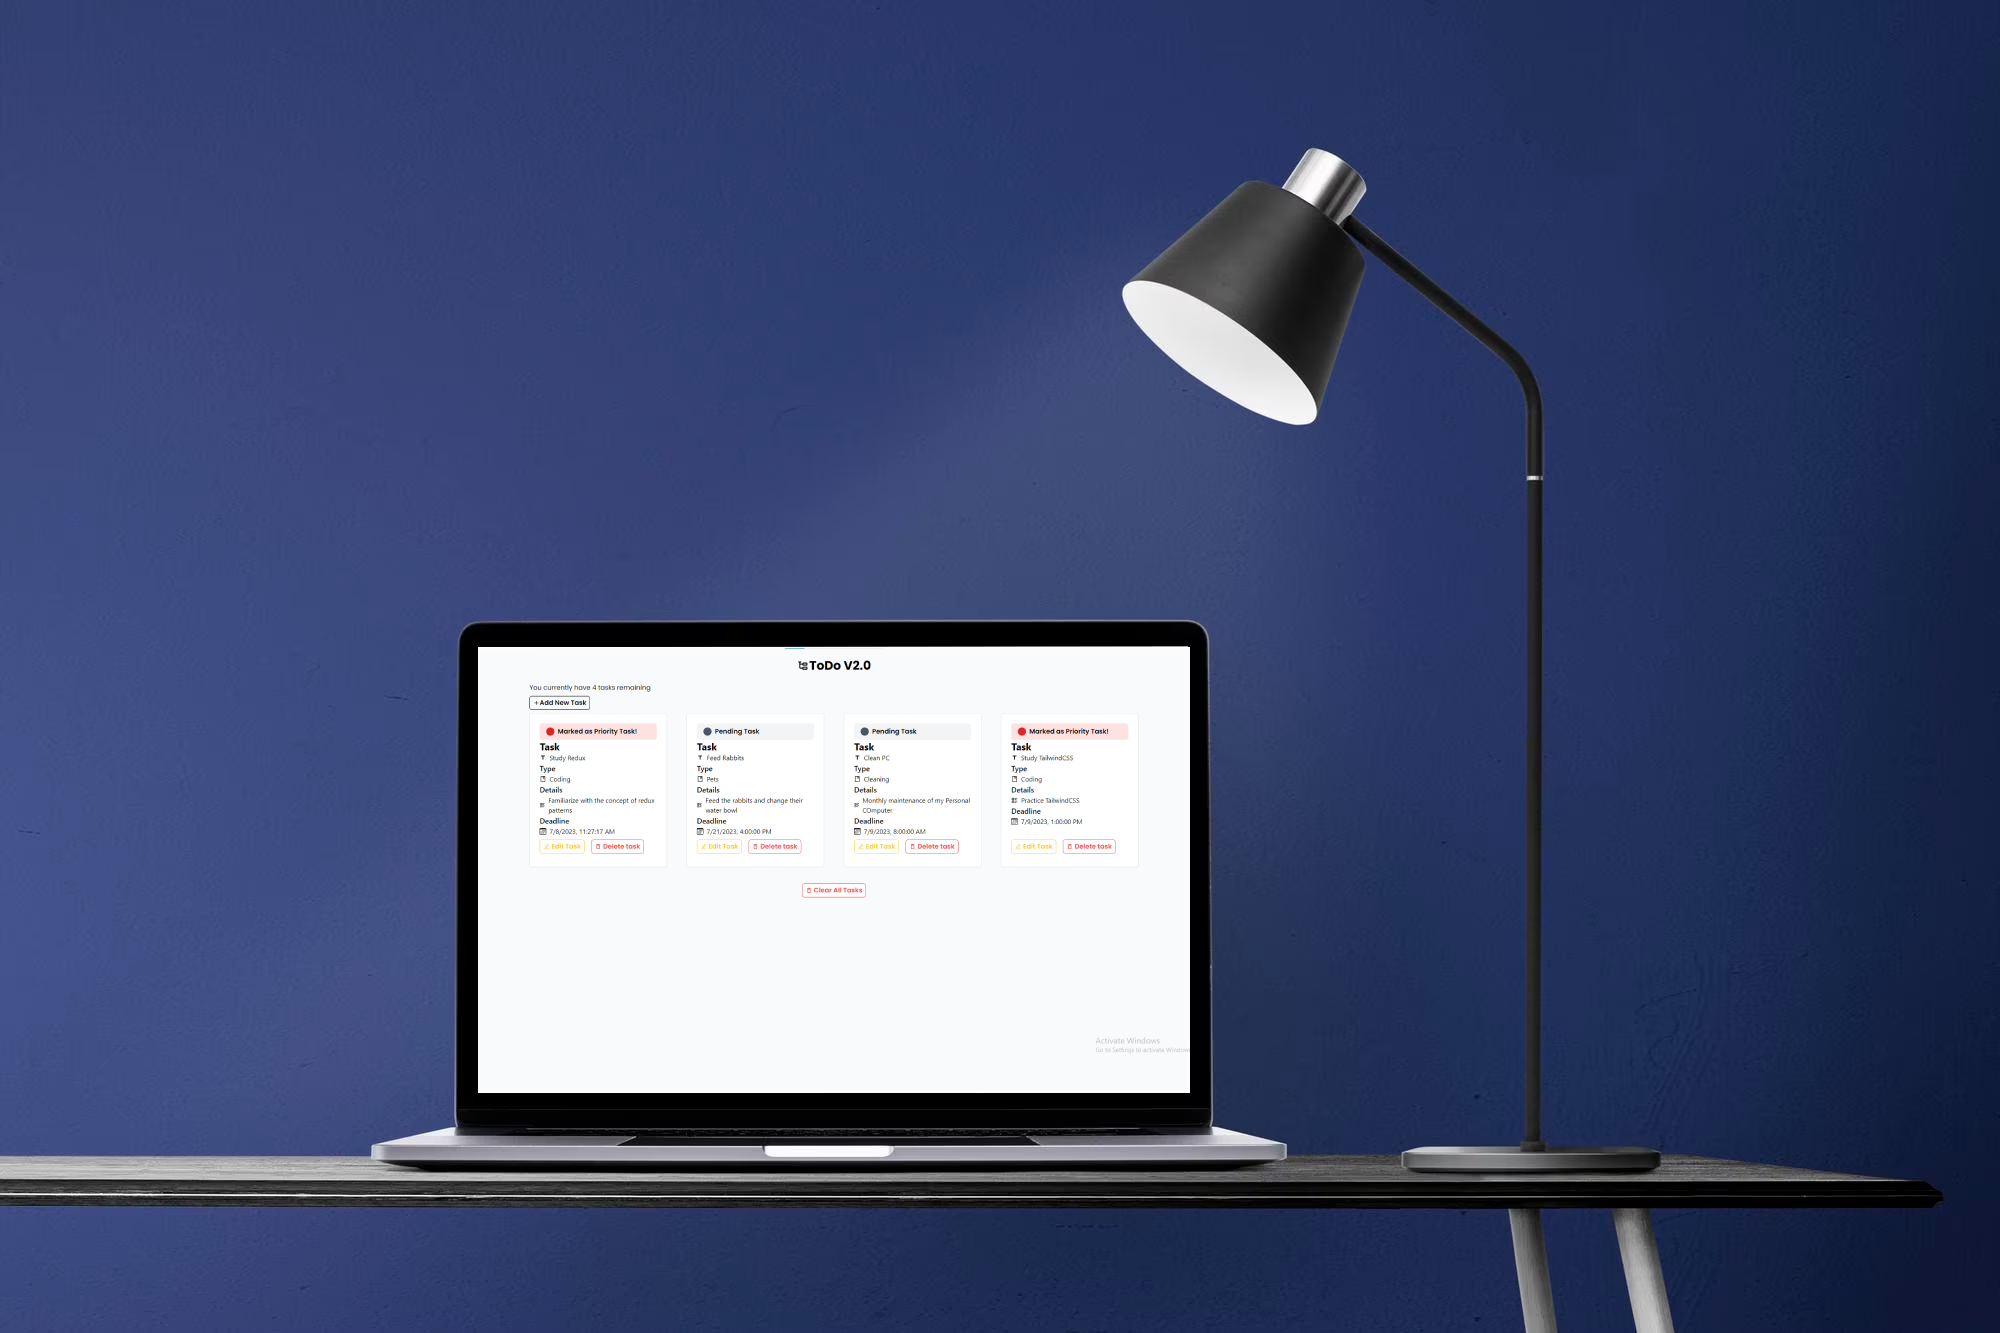 ToDo V2.0
You currently have 4 tasks remaining
+ Add New Task
Marked as Priority Task!
Task
Study Redux
Type
Coding
Details
Familiarize with the concept of redux
patterns
Deadline
7/8/2023, 11:27:17 AM
Edit Task
Delete task
Pending Task
Task
Feed Rabbits
Type
Pets
Details
Feed the rabbits and change their
water bowl
Deadline
7/21/2023, 4:00:00 PM
Edit Task
Delete task
Pending Task
Task
Clean PC
Type
Cleaning
Details
Monthly maintenance of my Personal
COmputer
Deadline
7/9/2023, 8:00:00 AM
Edit Task
Delete task
Marked as Priority Task!
Task
Study TailwindCSS
Type
Coding
Details
Practice TailwindCSS
Deadline
7/9/2023, 1:00:00 PM
Edit Task
Delete task
Clear All Tasks
Activate Windows
Go to Settings to activate Windows